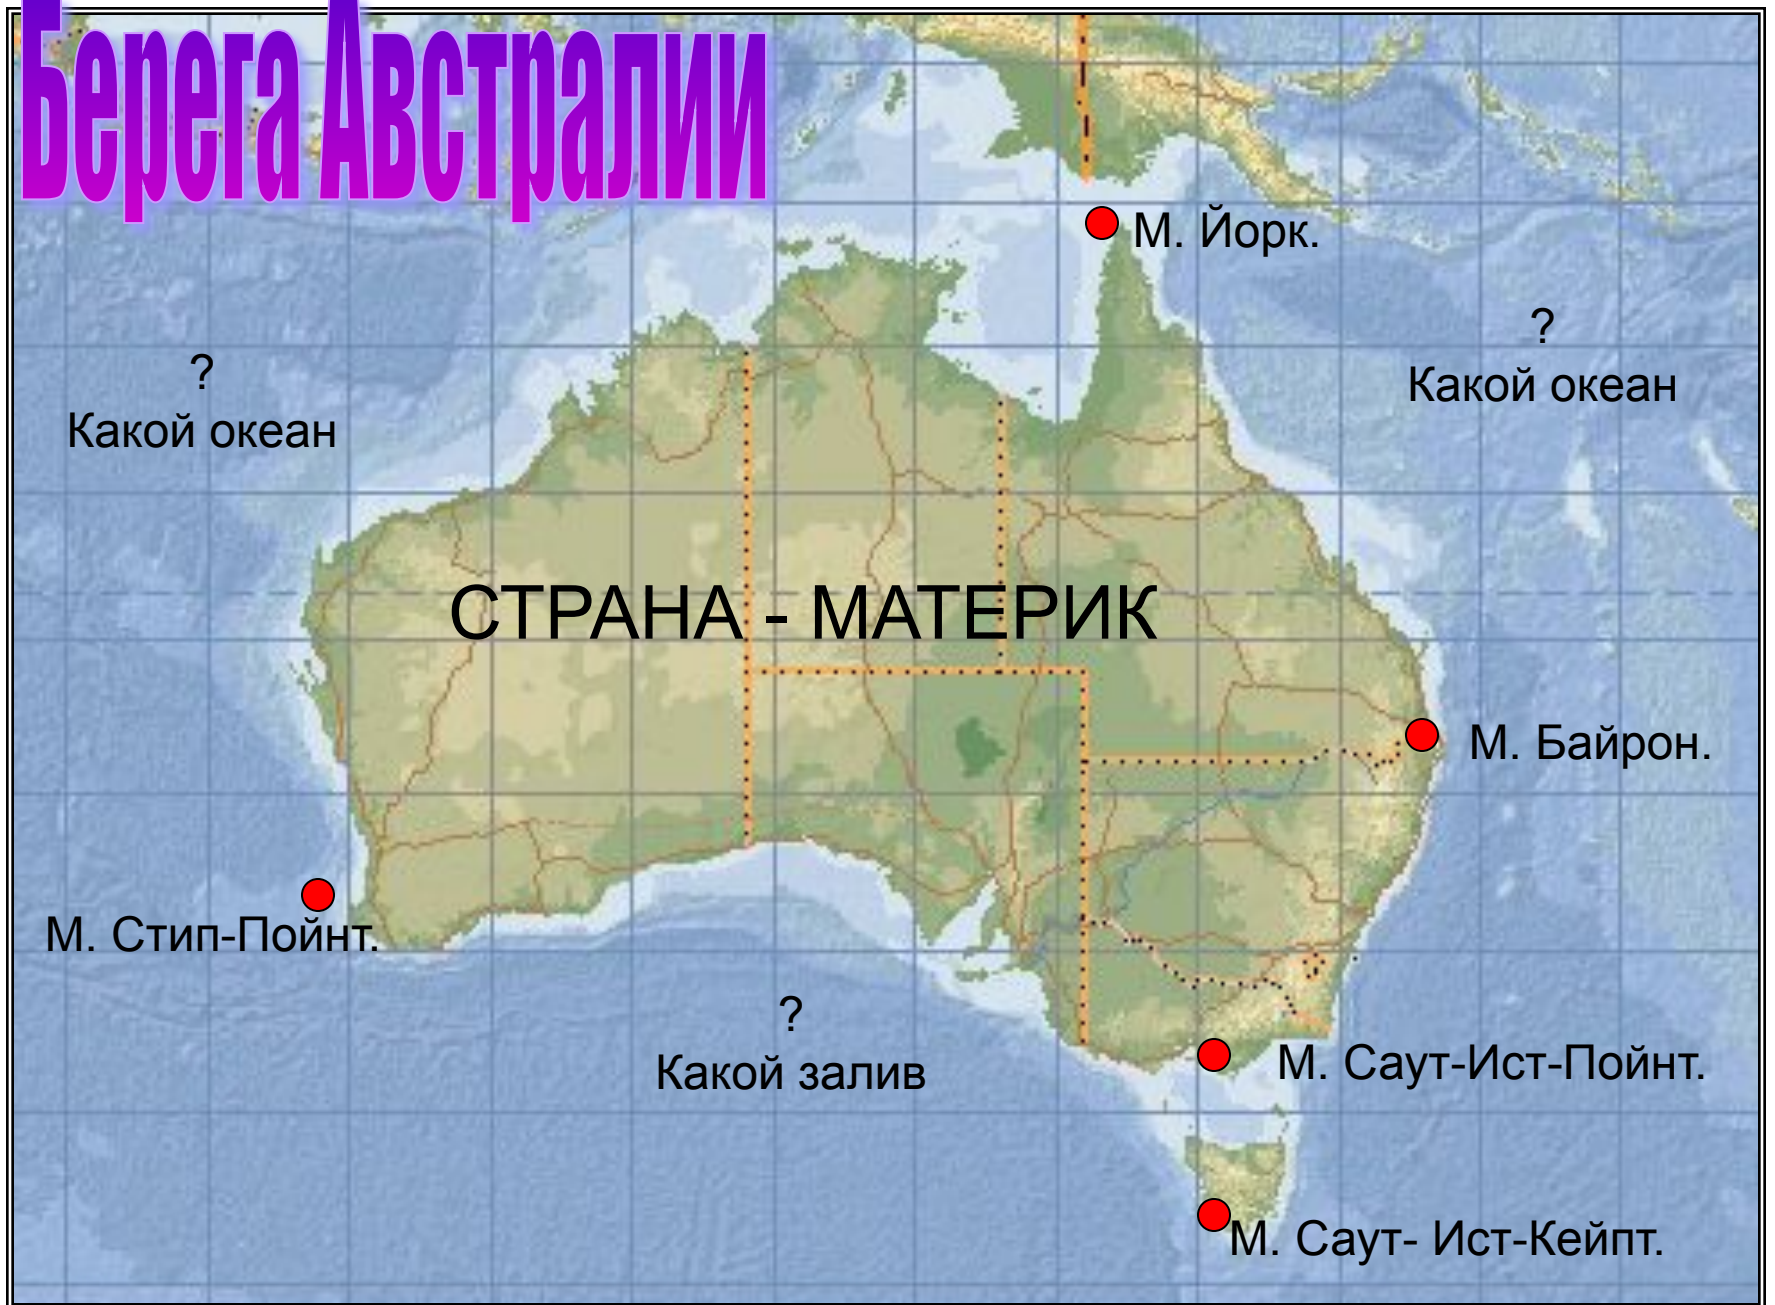 Берега Австралии
М. Йорк.
?
Какой океан
?
Какой океан
СТРАНА - МАТЕРИК
М. Байрон.
М. Стип-Пойнт.
?
Какой залив
М. Саут-Ист-Пойнт.
М. Саут- Ист-Кейпт.